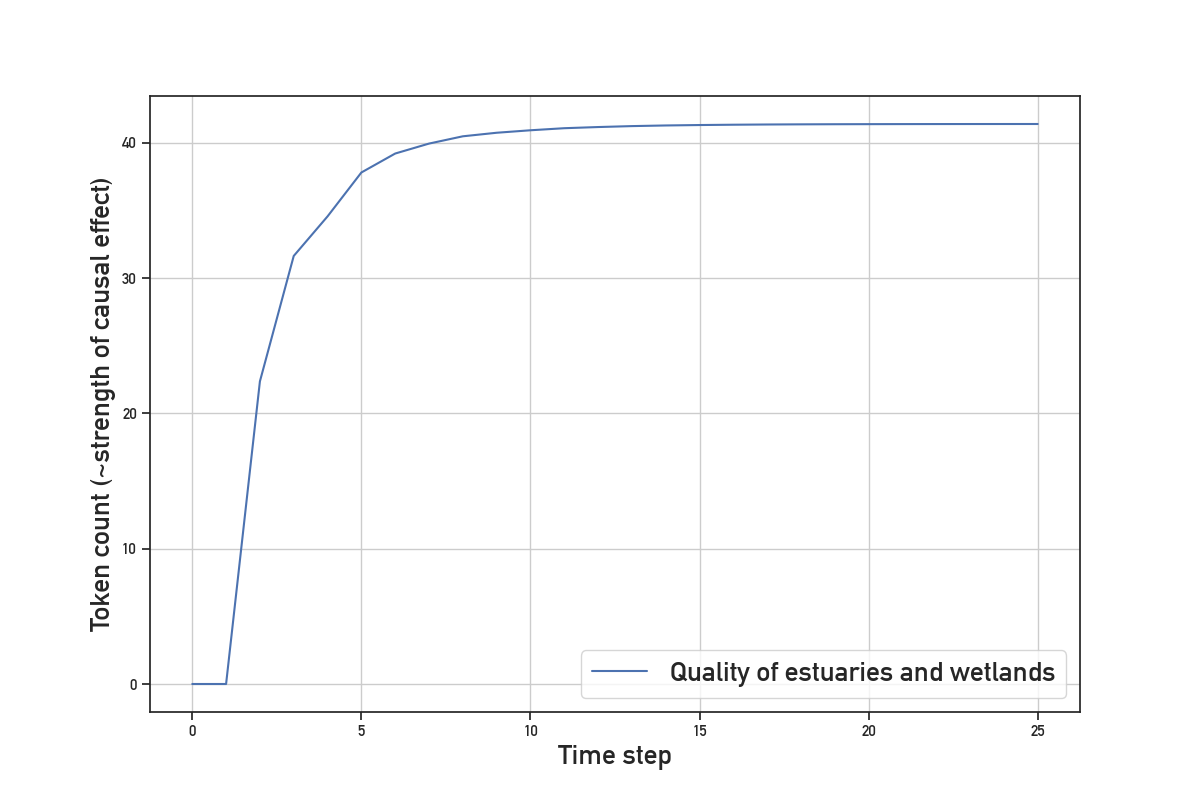 Token count (~strength of causal effect)
40
30
20
10
0
Quality of estuaries and wetlands
0 5 10 15 20 25
Time step